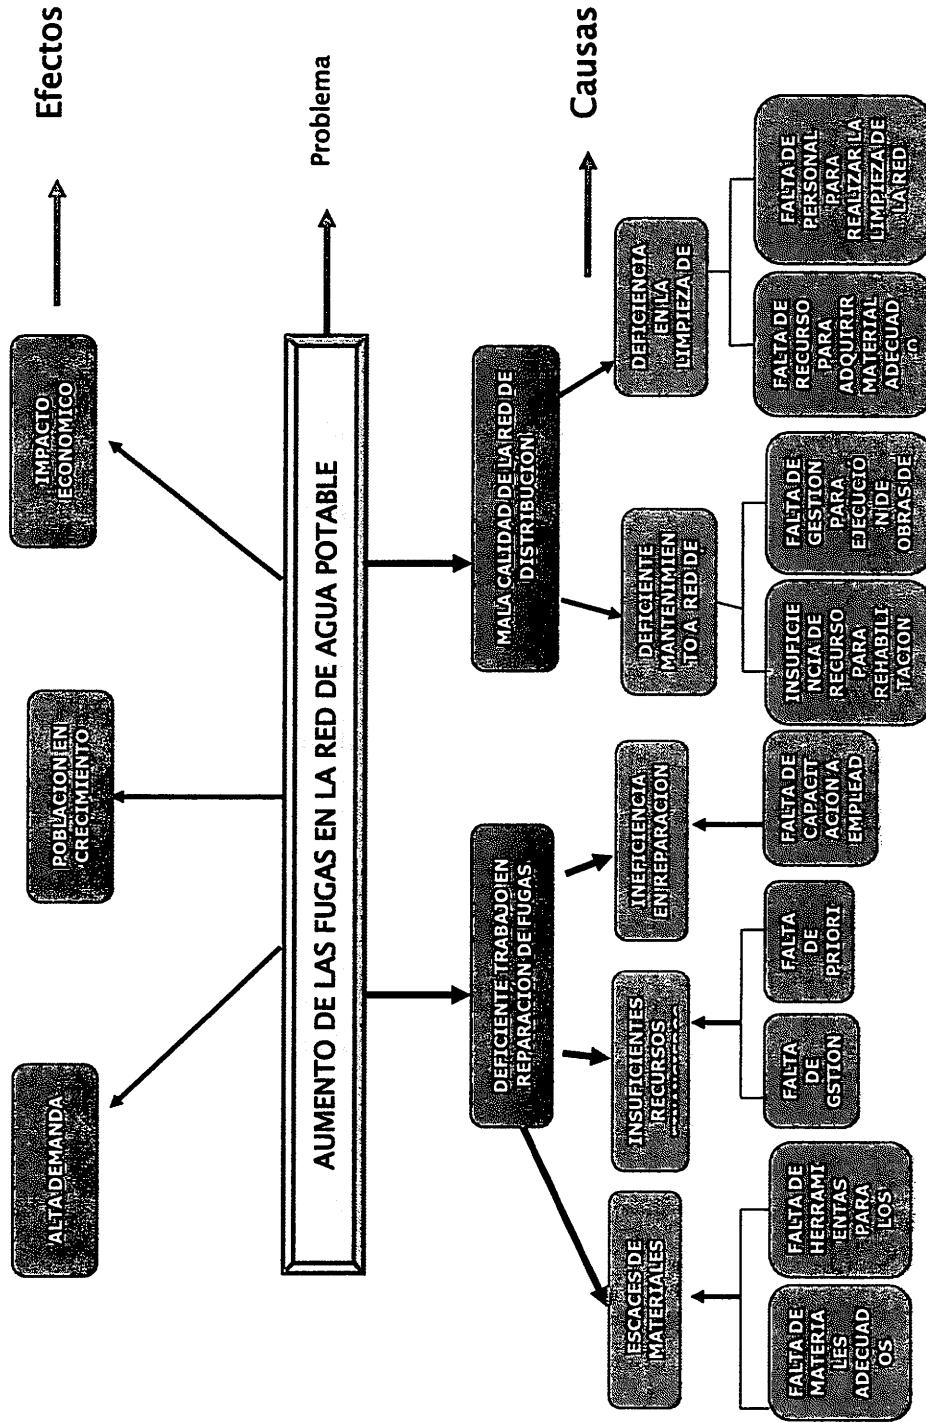 Efectos
ALTA DEMANDA
POBLACION EN
CRECIMIENTO
IMPACTO
ECONOMICO
Problema
AUMENTO DE LAS FUGAS EN LA RED DE AGUA POTABLE
Causas
DEFICIENTE TRABAJO EN
REPARACION DE FUGAS
MALA CALIDAD DE LA RED DE
DISTRIBUCION
ESCACES DE
MATERIALES
INSUFICIENTES
RECURSOS
INEFICIENCIA
EN REPARACION
DEFICIENTE
MANTENIMIEN
TO A RED DE
DEFICIENCIA
EN LA
LIMPIEZA DE
FALTA DE
MATERIA
LES
ADECUAD
OS
FALTA DE
HERRAMI
ENTAS
PARA
LOS
FALTA
DE
GSTION
FALTA
DE
PRIORI
FALTA DE
CAPACIT
ACION A
EMPLEAD
INSUFICIE
NCIA DE
RECURSO
PARA
REHABILI
TACION
FALTA DE
GESTION
PARA
EJECUCIÓ
N DE
OBRAS DE
FALTA DE
RECURSO
PARA
ADQUIRIR
MATERIAL
ADECUAD
FALTA DE
PERSONAL
PARA
REALIZAR LA
LIMPIEZA DE
LA RED